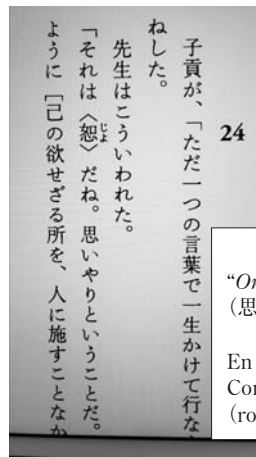 24
子貢が、「ただ一つの言葉で一生かけて行な
ねした。
先生はこういわれた。
「それは〈恕〉だね。思いやりということだ。
じよ
ように［己の欲せざる所を、人に施すことなか
（思
En
（ro